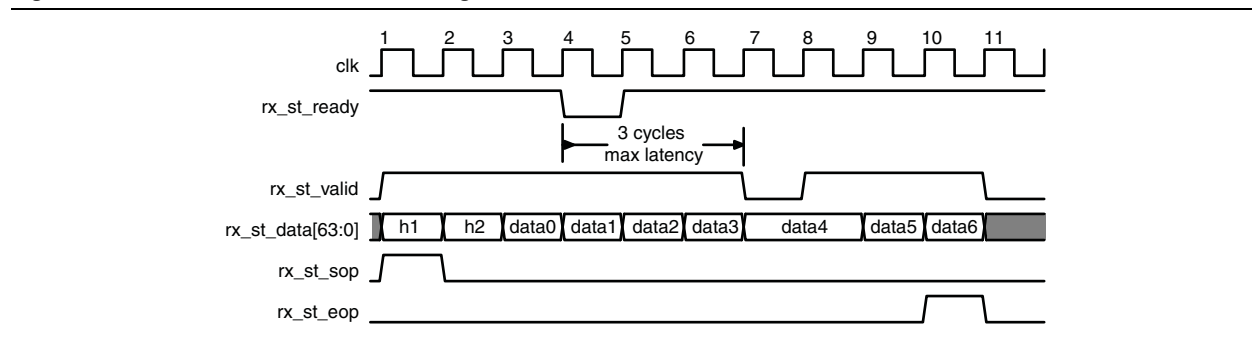 1 2 3 4 5 6 7 8 9 10 11
clk
rx_st_ready
3 cycles
max latency
rx_st_valid
rx_st_data[63:0] h1 h2 data0 data1 data2 data3 data4 data5 data6
rx_st_sop
rx_st_eop